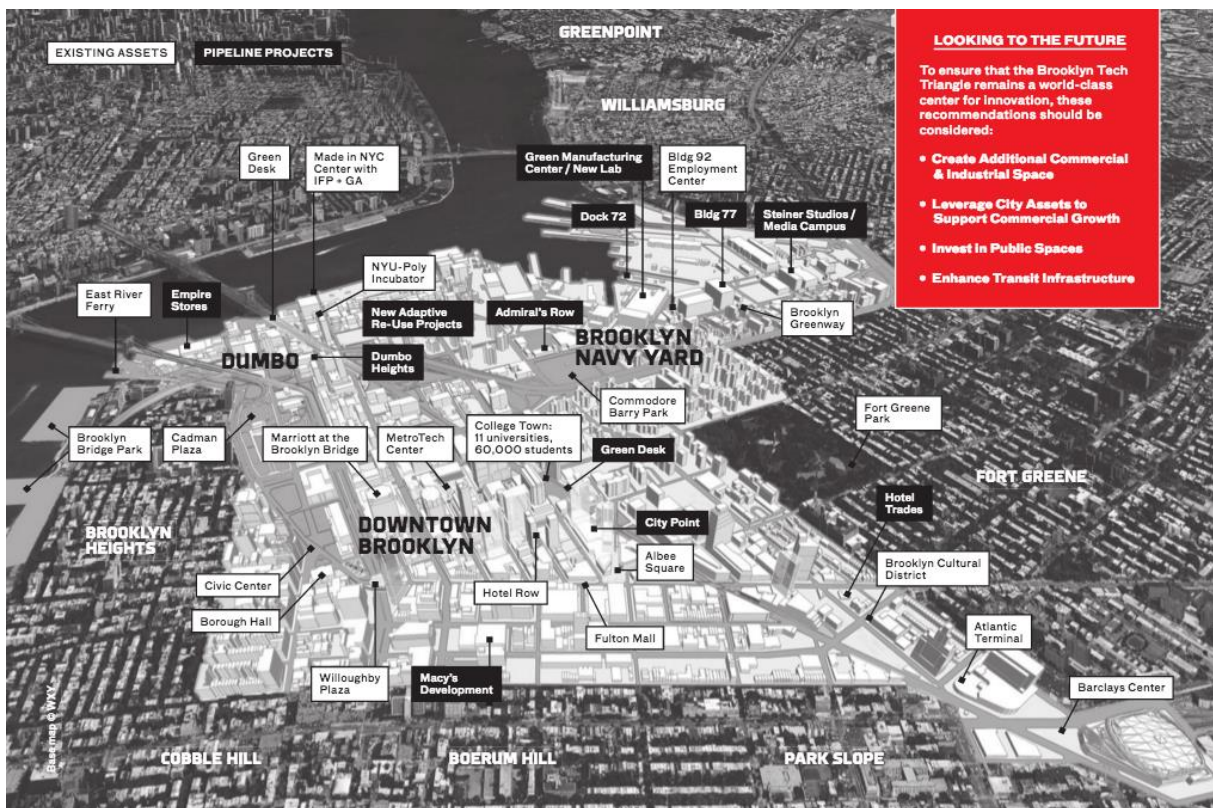 EXISTING ASSETS
PIPELINE PROJECTS
GREENPOINT
WILLIAMSBURG
LOOKING TO THE FUTURE
To ensure that the Brooklyn Tech
Triangle remains a world-class
center for innovation, these
recommendations should be
considered:
• Create Additional Commercial
& Industrial Space
• Leverage City Assets to
Support Commercial Growth
• Invest in Public Spaces
• Enhance Transit Infrastructure
Green
Desk
Made in NYC
Center with
IFP + GA
Green Manufacturing
Center / New Lab
Bldg 92
Employment
Center
Dock 72
Bldg 77
Steiner Studios /
Media Campus
NYU-Poly
Incubator
East River
Ferry
Empire
Stores
New Adaptive
Re-Use Projects
Admiral's Row
Brooklyn
Greenway
DUMBO
BROOKLYN
NAVY YARD
Dumbo
Heights
Commodore
Barry Park
Fort Greene
Park
Brooklyn
Bridge Park
Cadman
Plaza
Marriott at the
Brooklyn Bridge
MetroTech
Center
College Town:
11 universities,
60,000 students
Green Desk
FORT GREENE
Hotel
Trades
BROOKLYN
HEIGHTS
DOWNTOWN
BROOKLYN
City Point
Albee
Square
Brooklyn Cultural
District
Civic Center
Hotel Row
Borough Hall
Fulton Mall
Atlantic
Terminal
Willoughby
Plaza
Macy's
Development
Barclays Center
Base map © WXY
COBBLE HILL
BOERUM HILL
PARK SLOPE